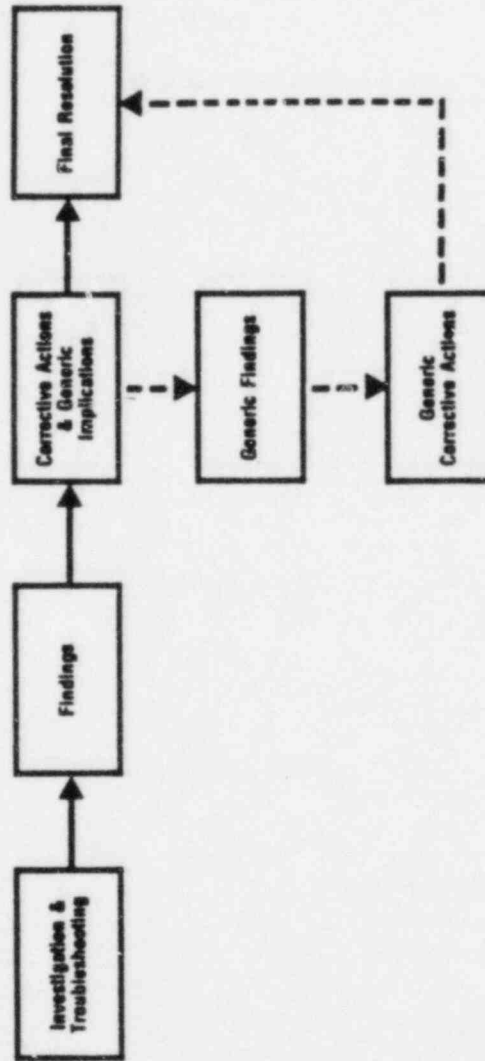 Investigation &
Troubleshooting
Findings
Corrective Actions
& Generic
Implications
Final Resolution
Generic Findings
Generic
Corrective Actions